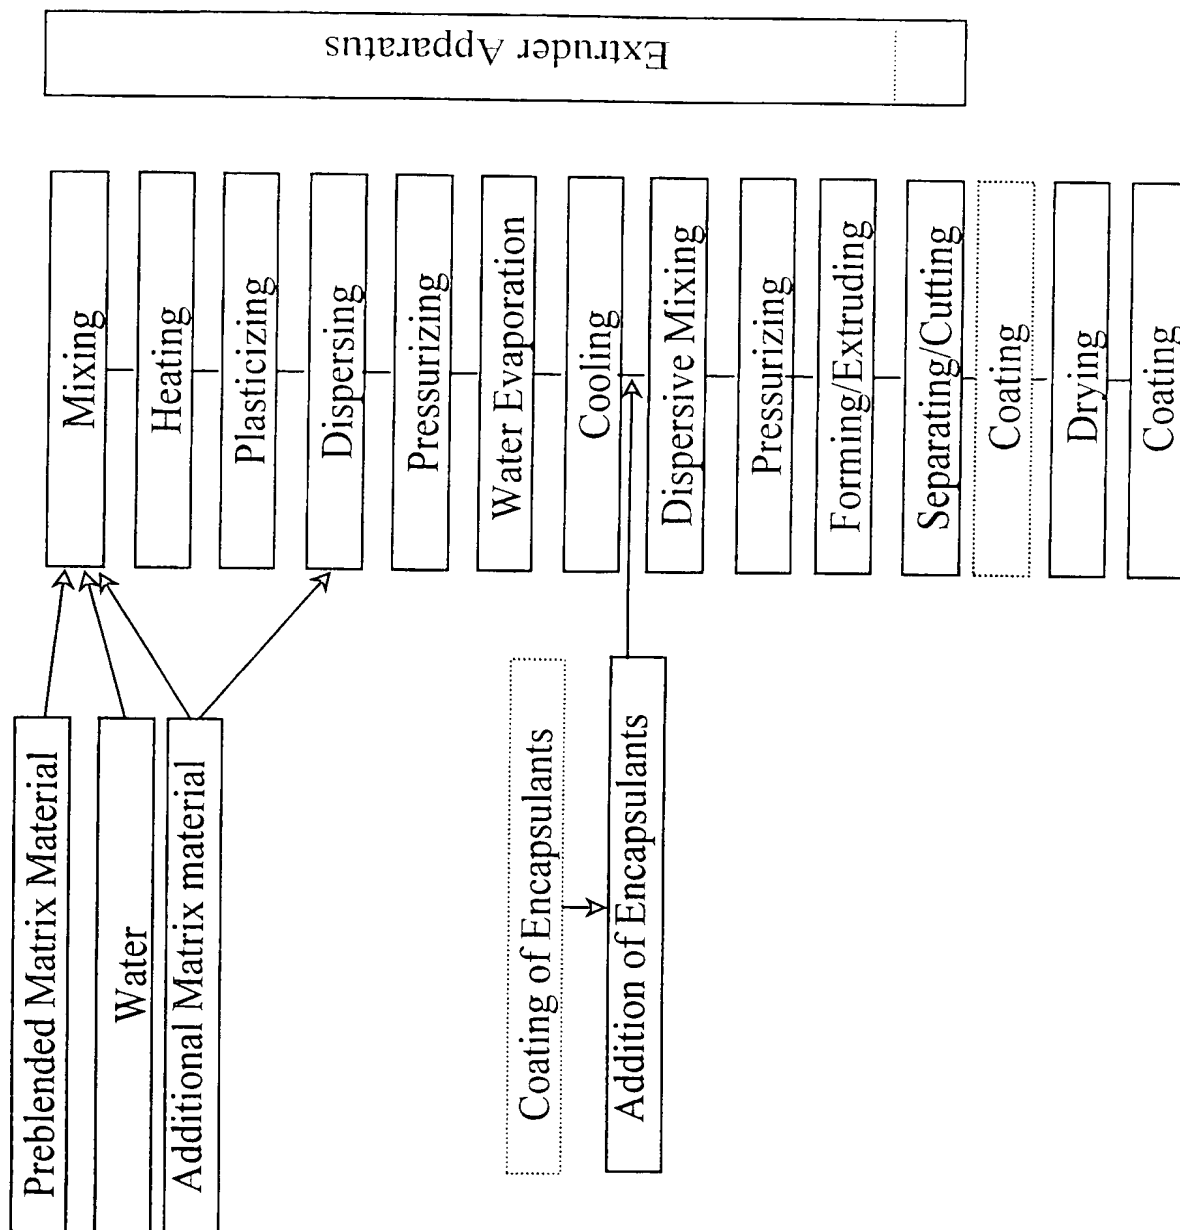 Extruder Apparatus
Mixing
Heating
Plasticizing
Dispersing
Pressurizing
Water Evaporation
Cooling
Dispersive Mixing
Pressurizing
Forming/Extruding
Separating/Cutting
Coating
Drying
Coating
Preblended Matrix Material
Water
Additional Matrix material
Coating of Encapsulants
Addition of Encapsulants